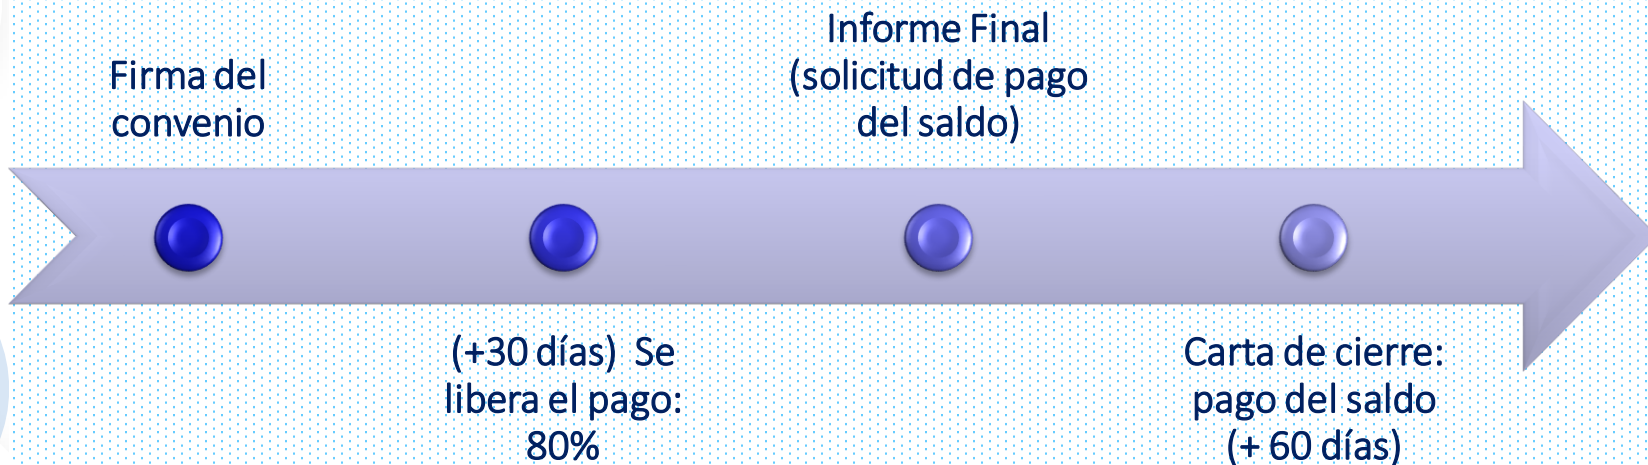 Firma del
convenio
(+30 días) Se
libera el pago:
80%
Informe Final
(solicitud de pago
del saldo)
Carta de cierre:
pago del saldo
(+ 60 días)